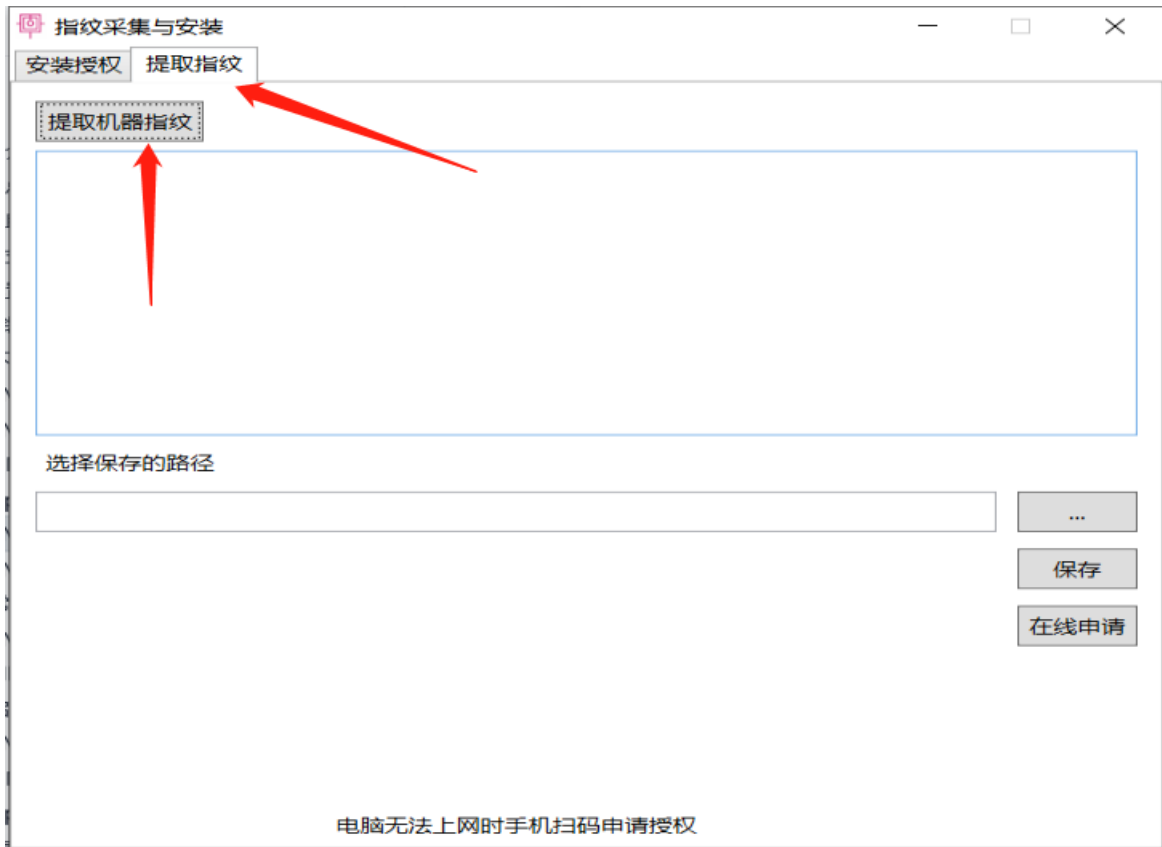 指纹采集与安装
安装授权 提取指纹
提取机器指纹
选择保存的路径
...
保存
在线申请
电脑无法上网时手机扫码申请授权